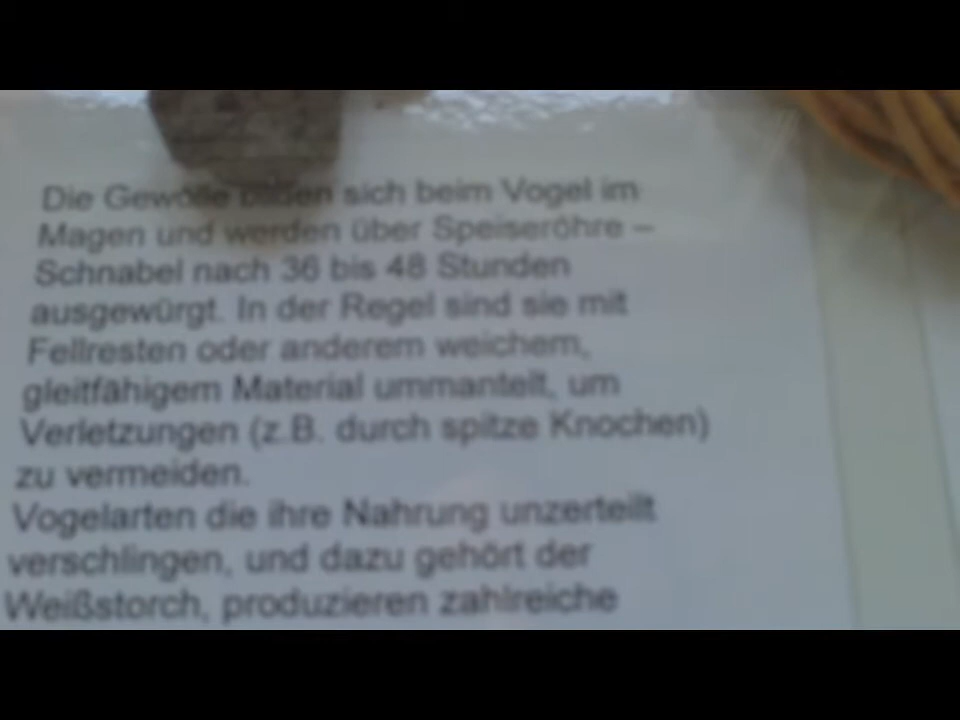 Die Gewölle bilden sich beim Vogel im
Magen und werden über Speiseröhre –
Schnabel nach 36 bis 48 Stunden
ausgewürgt. In der Regel sind sie mit
Fellresten oder anderem weichem,
gleitfähigem Material ummantelt, um
Verletzungen (z.B. durch spitze Knochen)
zu vermeiden.
Vogelarten die ihre Nahrung unzerteilt
verschlingen, und dazu gehört der
Weißstorch, produzieren zahlreiche